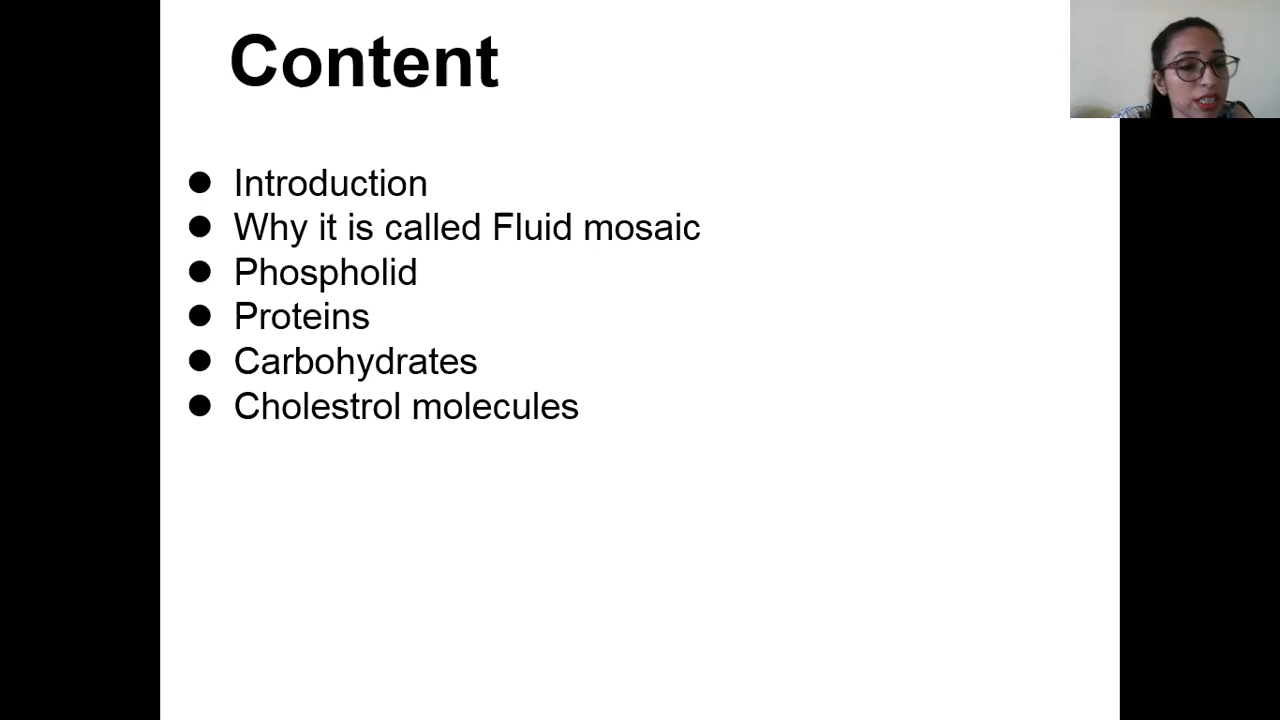 Content
● Introduction
● Why it is called Fluid mosaic
● Phospholid
● Proteins
● Carbohydrates
● Cholestrol molecules